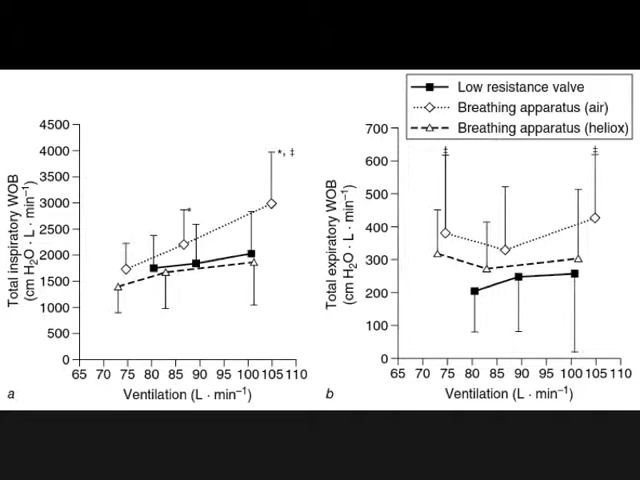 Low resistance valve
Breathing apparatus (air)
Breathing apparatus (heliox)
Total inspiratory WOB
(cm H₂O · L · min⁻¹)
4500
4000
3500
3000
2500
2000
1500
1000
500
0
*, ‡
*
65 70 75 80 85 90 95 100 105 110
Ventilation (L · min⁻¹)
a
Total expiratory WOB
(cm H₂O · L · min⁻¹)
700
600
500
400
300
200
100
0
‡
‡
65 70 75 80 85 90 95 100 105 110
Ventilation (L · min⁻¹)
b